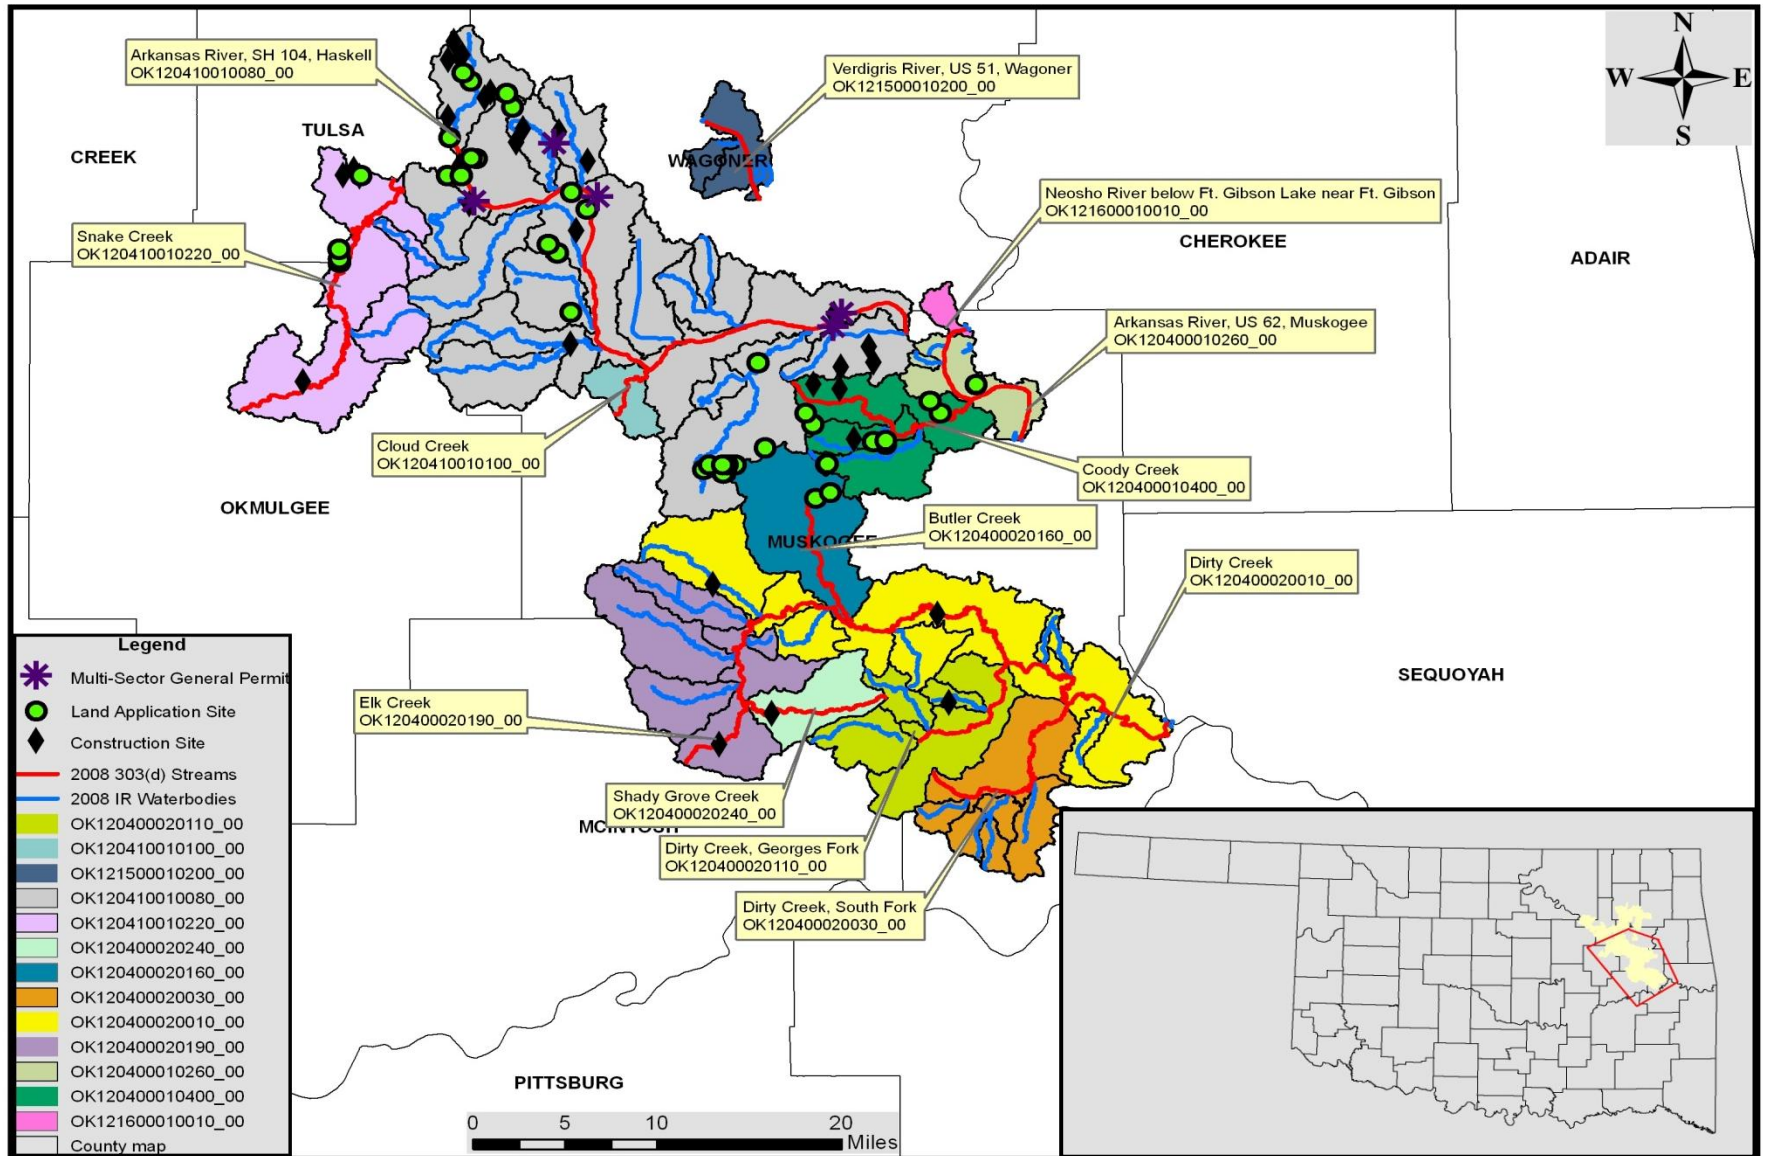 N
W E
S
Arkansas River, SH 104, Haskell
OK120410010080_00
Verdigris River, US 51, Wagoner
OK121500010200_00
TULSA
CREEK
WAGONER
Neosho River below Ft. Gibson Lake near Ft. Gibson
OK121600010010_00
Snake Creek
OK120410010220_00
CHEROKEE
ADAIR
Arkansas River, US 62, Muskogee
OK120400010260_00
Cloud Creek
OK120410010100_00
Coody Creek
OK120400010400_00
OKMULGEE
Butler Creek
OK120400020160_00
MUSKOGEE
Dirty Creek
OK120400020010_00
SEQUOYAH
Elk Creek
OK120400020190_00
Shady Grove Creek
OK120400020240_00
MCINTOSH
Dirty Creek, Georges Fork
OK120400020110_00
Dirty Creek, South Fork
OK120400020030_00
PITTSBURG
0 5 10 20
Miles
Legend
Multi-Sector General Permit
Land Application Site
Construction Site
2008 303(d) Streams
2008 IR Waterbodies
OK120400020110_00
OK120410010100_00
OK121500010200_00
OK120410010080_00
OK120410010220_00
OK120400020240_00
OK120400020160_00
OK120400020030_00
OK120400020010_00
OK120400020190_00
OK120400010260_00
OK120400010400_00
OK121600010010_00
County map